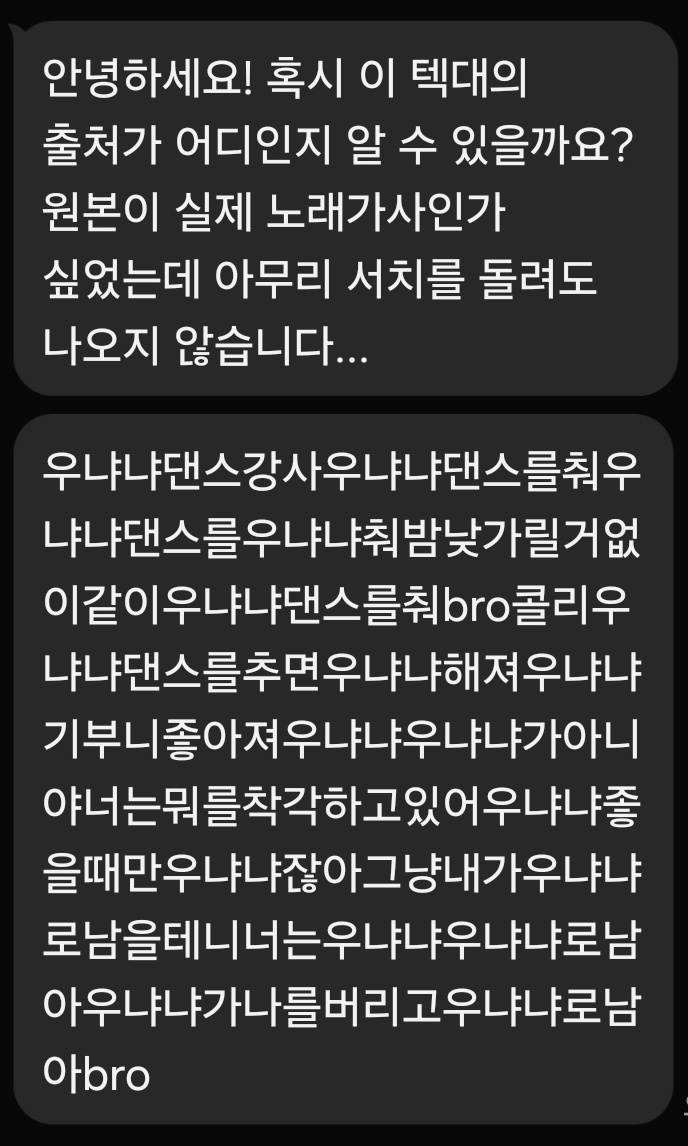 안녕하세요! 혹시 이 텍대의
출처가 어디인지 알 수 있을까요?
원본이 실제 노래가사인가
싶었는데 아무리 서치를 돌려도
나오지 않습니다...
우냐냐댄스강사우냐냐댄스를춰우
냐냐댄스를우냐냐춰밤낮가릴거없
이같이우냐냐댄스를춰bro콜리우
냐냐댄스를추면우냐냐해져우냐냐
기부니좋아져우냐냐우냐냐가아니
야너는뭐를착각하고있어우냐냐좋
을때만우냐냐잖아그냥내가우냐냐
로남을테니너는우냐냐우냐냐로남
아우냐냐가나를버리고우냐냐로남
아bro